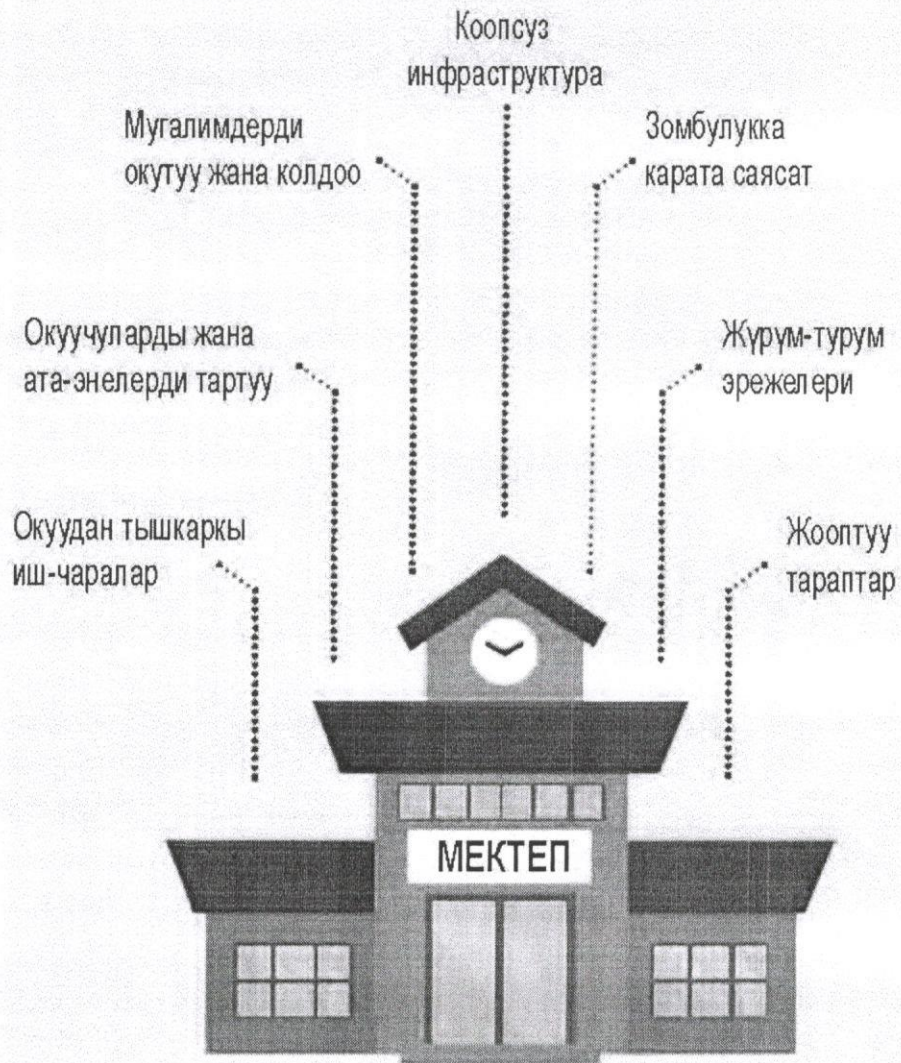 Коопсуз
инфраструктура
Мугалимдерди
окутуу жана колдоо
Зомбулукка
карата саясат
Окуучуларды жана
ата-энелерди тартуу
Жүрүм-турум
эрежелери
Окуудан тышкаркы
иш-чаралар
Жооптуу
тараптар
МЕКТЕП